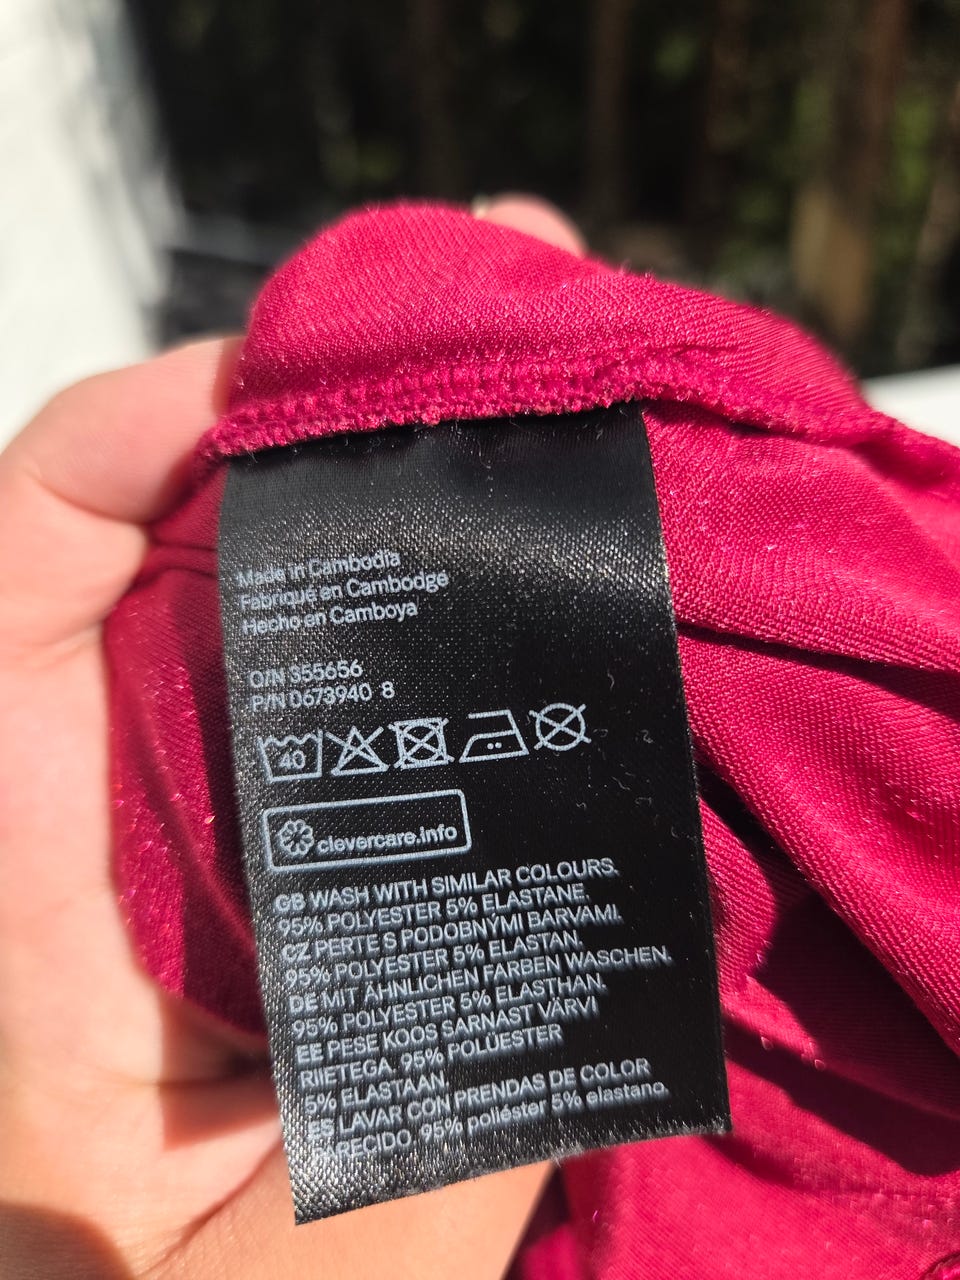 Made in Cambodia
Fabriqué en Cambodge
Hecho en Camboya
O/N 355656
P/N 0673940 8
40
clevercare.info
GB WASH WITH SIMILAR COLOURS.
95% POLYESTER 5% ELASTANE.
CZ PERTE S PODOBNÝMI BARVAMI.
95% POLYESTER 5% ELASTAN.
DE MIT ÄHNLICHEN FARBEN WASCHEN.
95% POLYESTER 5% ELASTHAN.
EE PESE KOOS SARNAST VÄRVI
RIIETEGA. 95% POLUESTER
5% ELASTAAN.
ES LAVAR CON PRENDAS DE COLOR
PARECIDO. 95% poliéster 5% elastano.